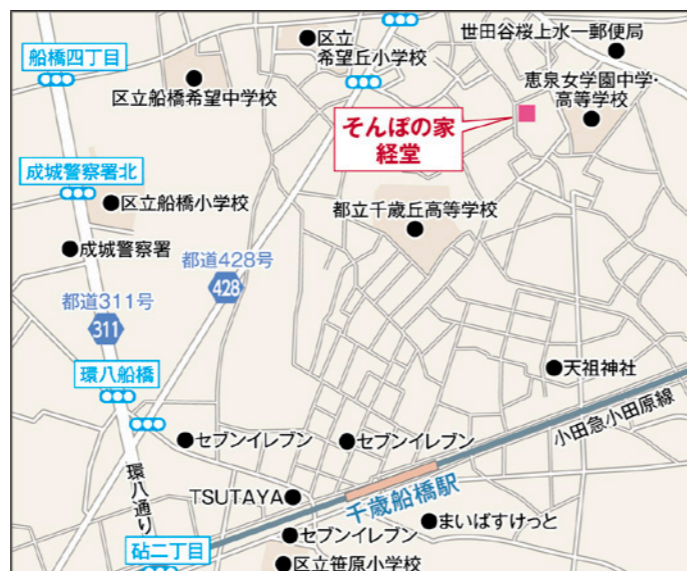 区立
希望丘小学校
世田谷桜上水一郵便局
船橋四丁目
区立船橋希望中学校
恵泉女学園中学・
高等学校
そんぽの家
経堂
成城警察署北
区立船橋小学校
都立千歳丘高等学校
成城警察署
都道428号
428
都道311号
311
環八船橋
天祖神社
小田急小田原線
セブンイレブン
セブンイレブン
環八通り
TSUTAYA
千歳船橋駅
まいばすけっと
セブンイレブン
砧二丁目
区立笹原小学校